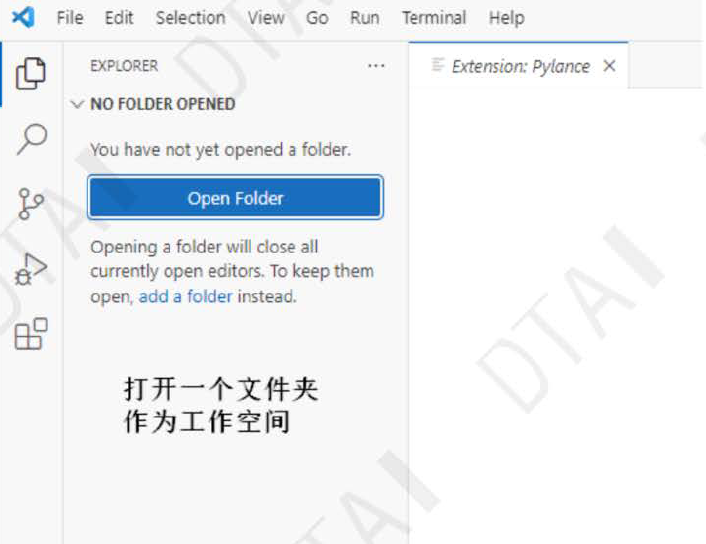 File Edit Selection View Go Run Terminal Help
EXPLORER ···
Extension: Pylance ×
NO FOLDER OPENED
You have not yet opened a folder.
Open Folder
Opening a folder will close all
currently open editors. To keep them
open, add a folder instead.
打开一个文件夹
作为工作空间
DTAI
DTAI
DTAI
DTAI